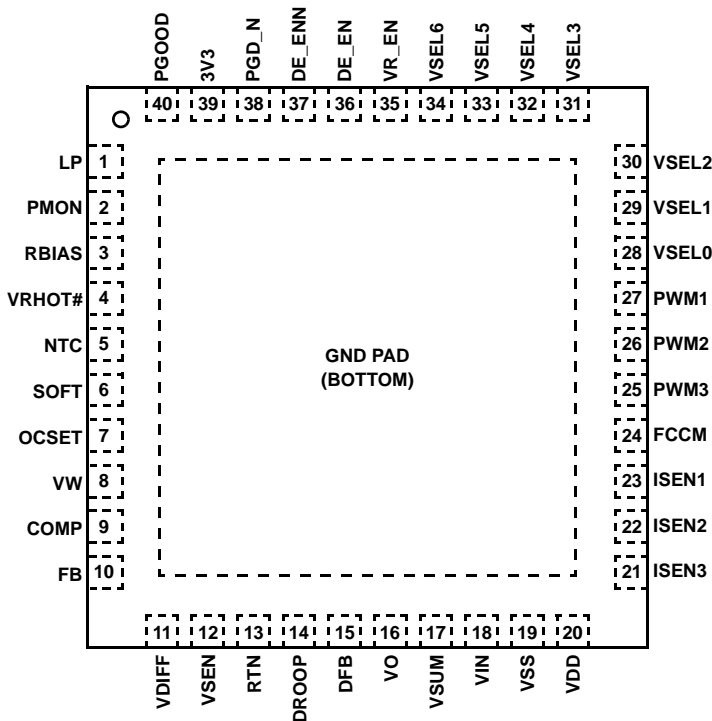 PGOOD
3V3
PGD_N
DE_ENN
DE_EN
VR_EN
VSEL6
VSEL5
VSEL4
VSEL3
40 39 38 37 36 35 34 33 32 31
LP 1
PMON 2
RBIAS 3
VRHOT# 4
NTC 5
SOFT 6
OCSET 7
VW 8
COMP 9
FB 10
GND PAD
(BOTTOM)
30 VSEL2
29 VSEL1
28 VSEL0
27 PWM1
26 PWM2
25 PWM3
24 FCCM
23 ISEN1
22 ISEN2
21 ISEN3
11 12 13 14 15 16 17 18 19 20
VDIFF
VSEN
RTN
DROOP
DFB
VO
VSUM
VIN
VSS
VDD